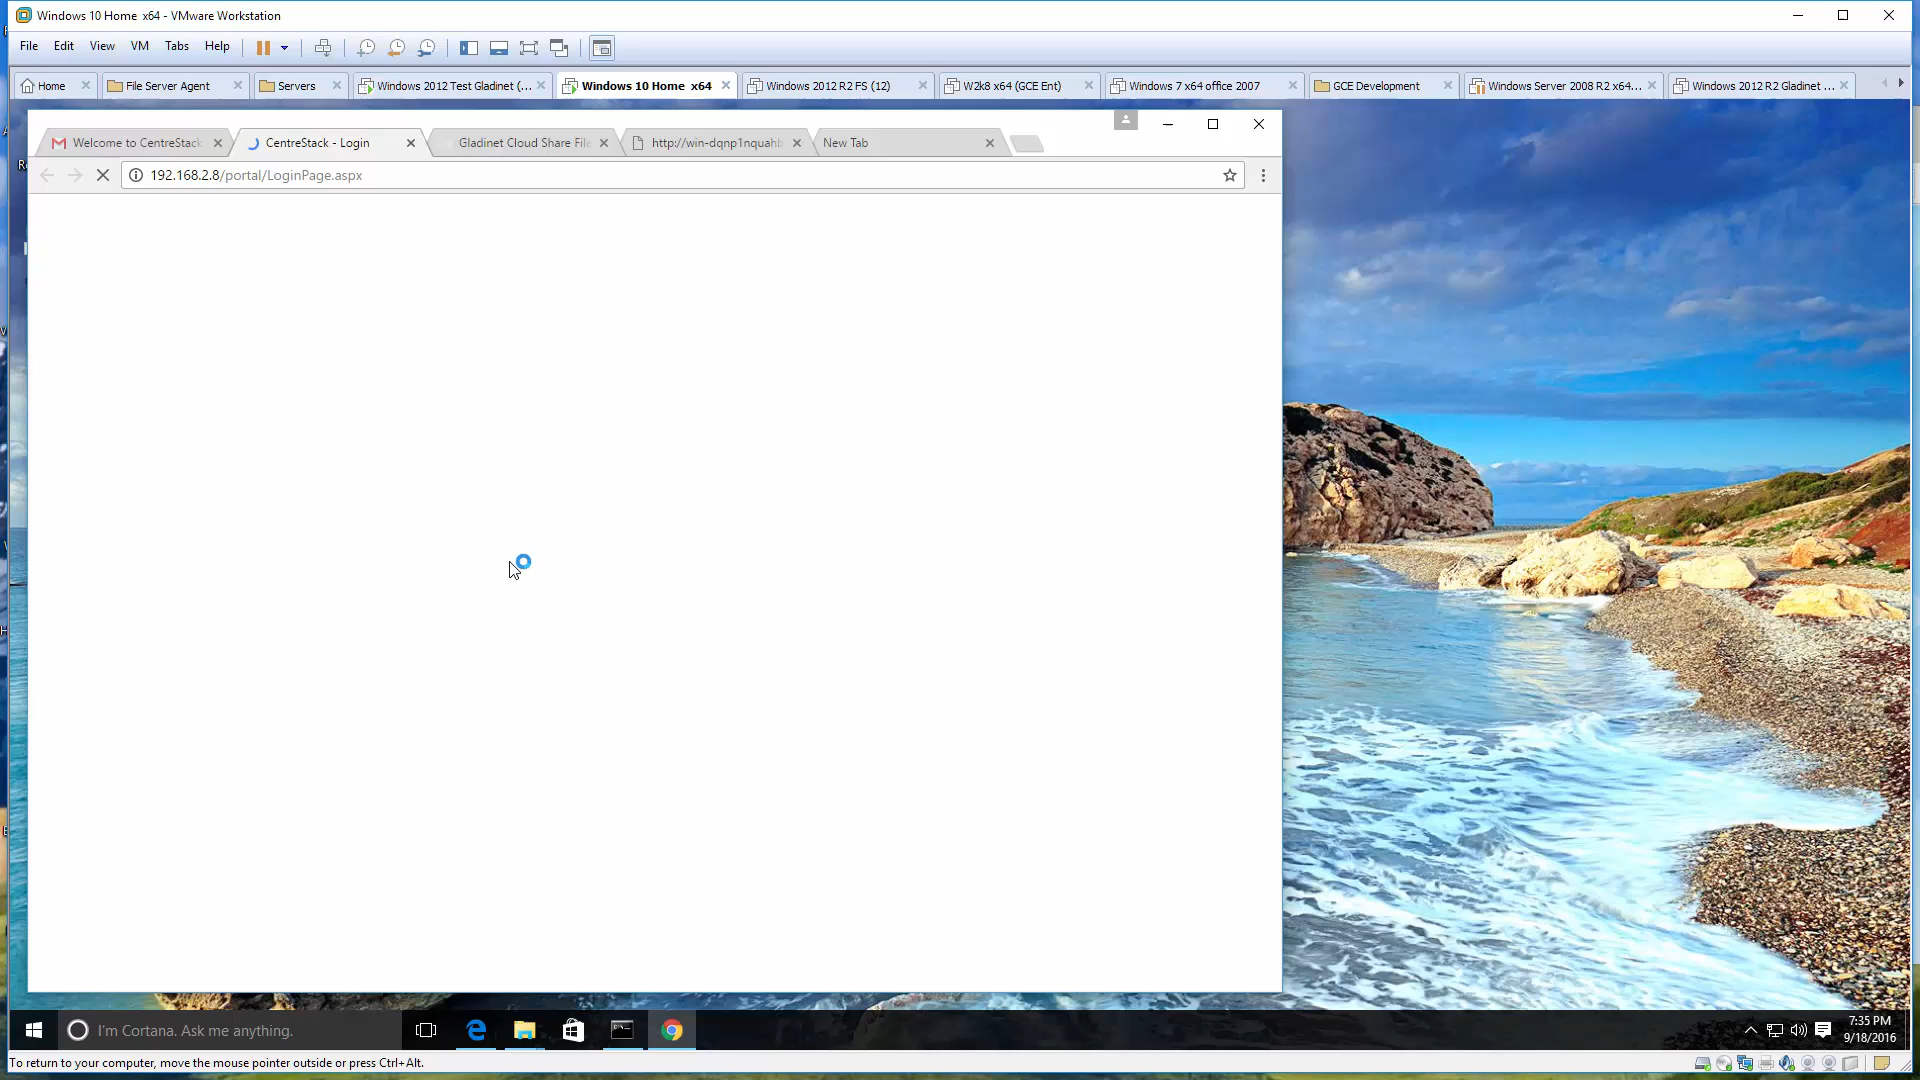 Windows 10 Home x64 - VMware Workstation
File Edit View VM Tabs Help
Home File Server Agent Servers Windows 2012 Test Gladinet (... Windows 10 Home x64 Windows 2012 R2 FS (12) W2k8 x64 (GCE Ent) Windows 7 x64 office 2007 GCE Development Windows Server 2008 R2 x64... Windows 2012 R2 Gladinet ...
Welcome to CentreStack CentreStack - Login Gladinet Cloud Share File http://win-dqnp1nquahb New Tab
192.168.2.8/portal/LoginPage.aspx
I'm Cortana. Ask me anything.
7:35 PM
9/18/2016
To return to your computer, move the mouse pointer outside or press Ctrl+Alt.